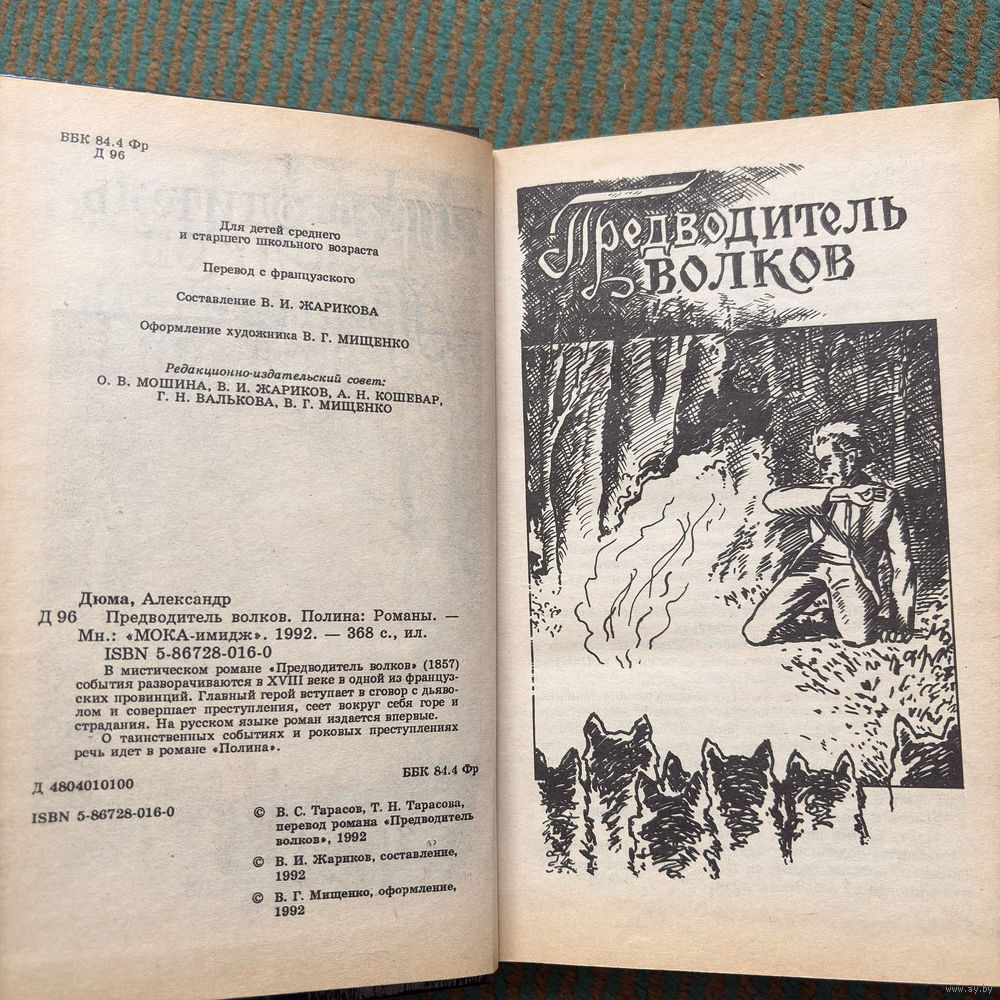 ББК 84.4 Фр
Д 96
Для детей среднего
и старшего школьного возраста
Перевод с французского
Составление В. И. ЖАРИКОВА
Оформление художника В. Г. МИЩЕНКО
Редакционно-издательский совет:
О. В. МОШИНА, В. И. ЖАРИКОВ, А. Н. КОШЕВАР,
Г. Н. ВАЛЬКОВА, В. Г. МИЩЕНКО
Дюма, Александр
Д 96 Предводитель волков. Полина: Романы. —
Мн.: «МОКА-имидж». 1992. — 368 с., ил.
ISBN 5-86728-016-0
В мистическом романе «Предводитель волков» (1857)
события разворачиваются в XVIII веке в одной из француз-
ских провинций. Главный герой вступает в сговор с дьяво-
лом и совершает преступления, сеет вокруг себя горе и
страдания. На русском языке роман издается впервые.
О таинственных событиях и роковых преступлениях
речь идет в романе «Полина».
Д 4804010100
ББК 84.4 Фр
ISBN 5-86728-016-0
© В. С. Тарасов, Т. Н. Тарасова,
перевод романа «Предводитель
волков», 1992
© В. И. Жариков, составление,
1992
© В. Г. Мищенко, оформление,
1992
Предводитель
волков
www.ay.by